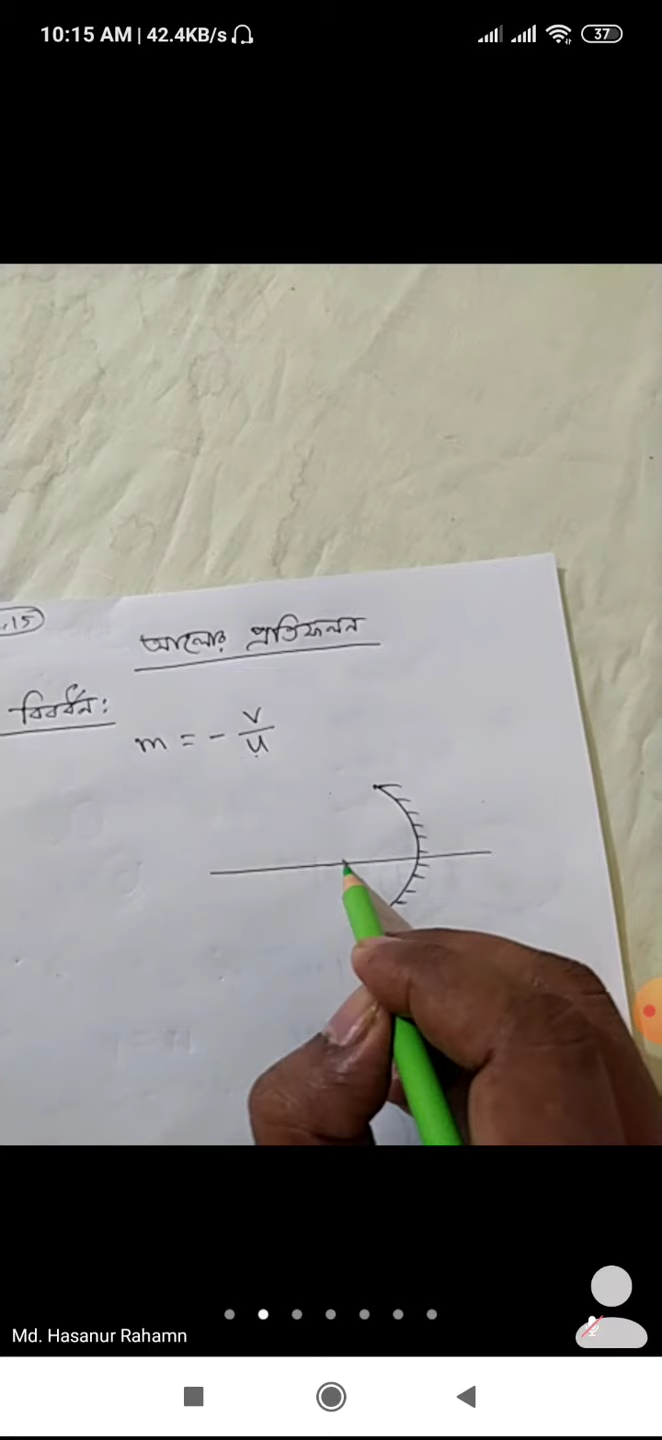 10:15 AM | 42.4KB/s
37
.15
আলোর প্রতিফলন
বিবর্ধন:
m = - v/u
Md. Hasanur Rahamn